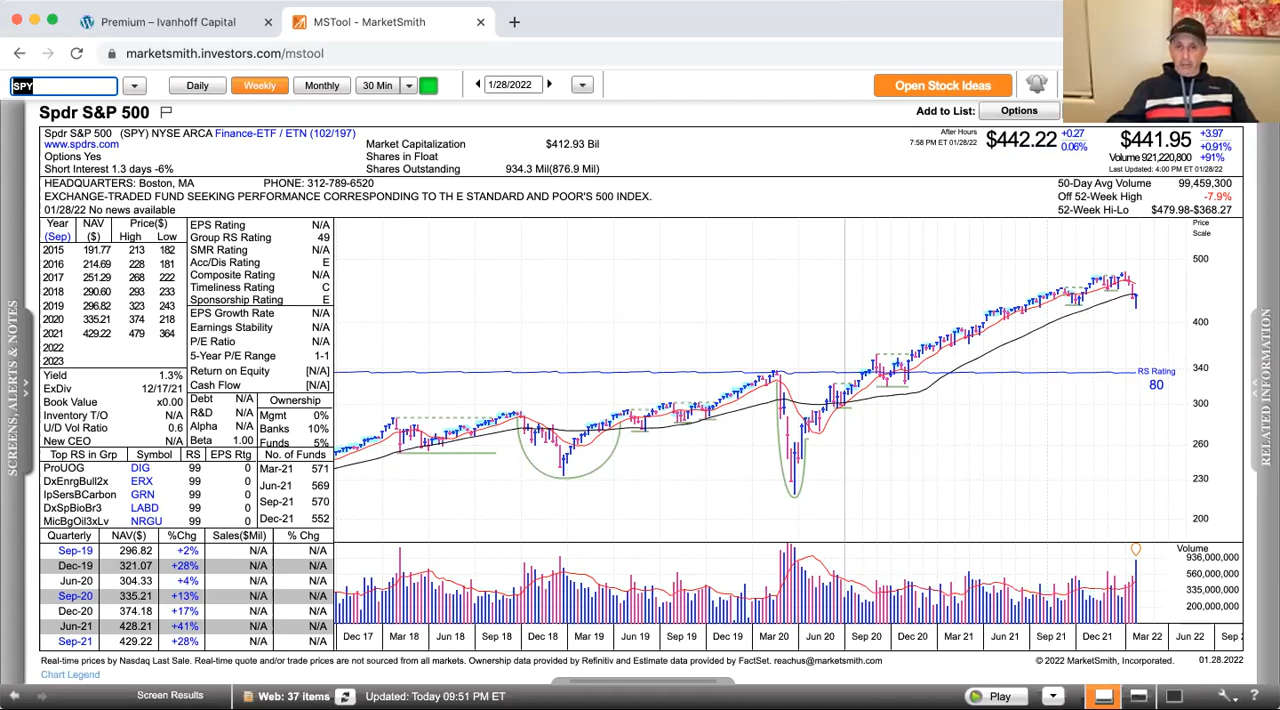 Premium – Ivanhoff Capital
MSTool – MarketSmith
marketsmith.investors.com/mstool
SPY
Daily
Weekly
Monthly
30 Min
1/28/2022
Open Stock Ideas
Spdr S&P 500
Add to List:
Options
Spdr S&P 500 (SPY) NYSE ARCA Finance-ETF / ETN (102/197)
www.spdrs.com
Options Yes
Short Interest 1.3 days -6%
Market Capitalization $412.93 Bil
Shares in Float
Shares Outstanding 934.3 Mil(876.9 Mil)
After Hours
7:58 PM ET 01/28/22
$442.22 +0.27 0.06%
$441.95 +3.97 +0.91%
Volume 921,220,800 +91%
Last Updated: 4:00 PM ET 01/28/22
HEADQUARTERS: Boston, MA PHONE: 312-789-6520
EXCHANGE-TRADED FUND SEEKING PERFORMANCE CORRESPONDING TO TH E STANDARD AND POOR'S 500 INDEX.
01/28/22 No news available
50-Day Avg Volume 99,459,300
Off 52-Week High -7.9%
52-Week Hi-Lo $479.98-$368.27
Year NAV Price($)
(Sep) ($) High Low
2015 191.77 213 182
2016 214.69 228 181
2017 251.29 268 222
2018 290.60 293 233
2019 296.82 323 243
2020 335.21 374 218
2021 429.22 479 364
2022
2023
Yield 1.3%
ExDiv 12/17/21
Book Value x0.00
Inventory T/O N/A
U/D Vol Ratio 0.6
New CEO N/A
EPS Rating N/A
Group RS Rating 49
SMR Rating N/A
Acc/Dis Rating E
Composite Rating N/A
Timeliness Rating C
Sponsorship Rating E
EPS Growth Rate N/A
Earnings Stability N/A
P/E Ratio N/A
5-Year P/E Range 1-1
Return on Equity [N/A]
Cash Flow [N/A]
Debt N/A
R&D N/A
Alpha N/A
Beta 1.00
Ownership
Mgmt 0%
Banks 10%
Funds 5%
Top RS in Grp Symbol RS EPS Rtg
ProUOG DIG 99 0
DxEnrgBull2x ERX 99 0
IpSersBCarbon GRN 99 0
DxSpBioBr3 LABD 99 0
MicBgOil3xLv NRGU 99 0
No. of Funds
Mar-21 571
Jun-21 569
Sep-21 570
Dec-21 552
Quarterly NAV($) %Chg Sales($Mil) % Chg
Sep-19 296.82 +2% N/A N/A
Dec-19 321.07 +28% N/A N/A
Jun-20 304.33 +4% N/A N/A
Sep-20 335.21 +13% N/A N/A
Dec-20 374.18 +17% N/A N/A
Jun-21 428.21 +41% N/A N/A
Sep-21 429.22 +28% N/A N/A
Price
Scale
500
400
340
300
260
230
200
RS Rating
80
Volume
936,000,000
560,000,000
335,000,000
200,000,000
Dec 17 Mar 18 Jun 18 Sep 18 Dec 18 Mar 19 Jun 19 Sep 19 Dec 19 Mar 20 Jun 20 Sep 20 Dec 20 Mar 21 Jun 21 Sep 21 Dec 21 Mar 22 Jun 22 Sep 2
SCREENS, ALERTS & NOTES
RELATED INFORMATION
Real-time prices by Nasdaq Last Sale. Real-time quote and/or trade prices are not sourced from all markets. Ownership data provided by Refinitiv and Estimate data provided by FactSet. reachus@marketsmith.com
© 2022 MarketSmith, Incorporated.
01.28.2022
Chart Legend
Screen Results
Web: 37 items
Updated: Today 09:51 PM ET
Play
?